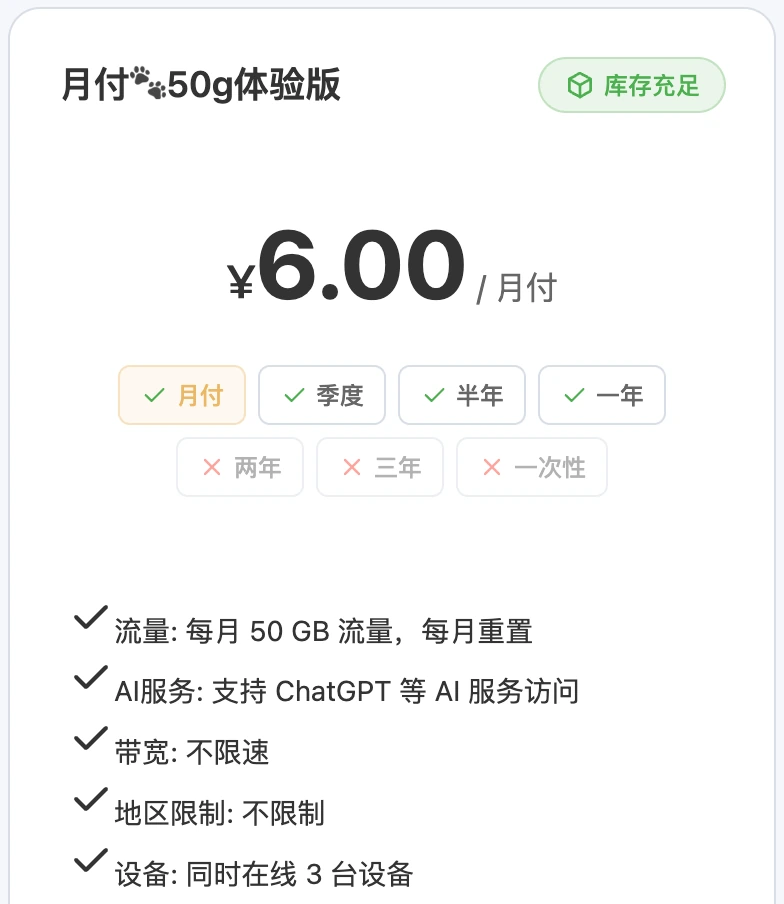 月付🐾50g体验版
库存充足
¥6.00 / 月付
月付 季度 半年 一年
两年 三年 一次性
流量: 每月 50 GB 流量，每月重置
AI服务: 支持 ChatGPT 等 AI 服务访问
带宽: 不限速
地区限制: 不限制
设备: 同时在线 3 台设备